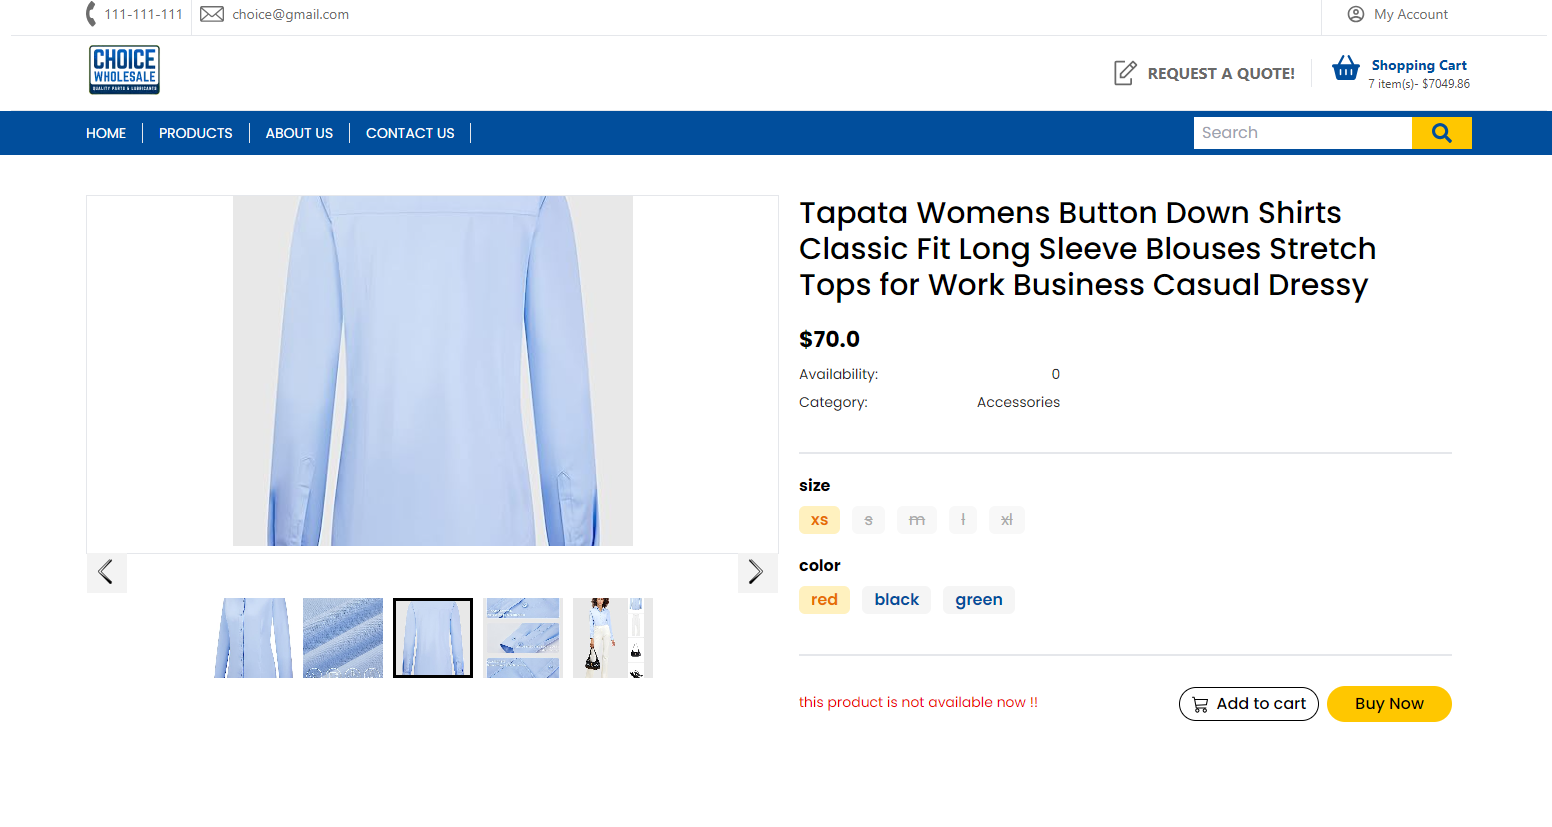 111-111-111
choice@gmail.com
My Account
CHOICE
WHOLESALE
QUALITY PARTS & LUBRICANTS
REQUEST A QUOTE!
Shopping Cart
7 item(s)- $7049.86
HOME
PRODUCTS
ABOUT US
CONTACT US
Search
Tapata Womens Button Down Shirts
Classic Fit Long Sleeve Blouses Stretch
Tops for Work Business Casual Dressy
$70.0
Availability: 0
Category: Accessories
size
xs s m l xl
color
red black green
this product is not available now !!
Add to cart
Buy Now